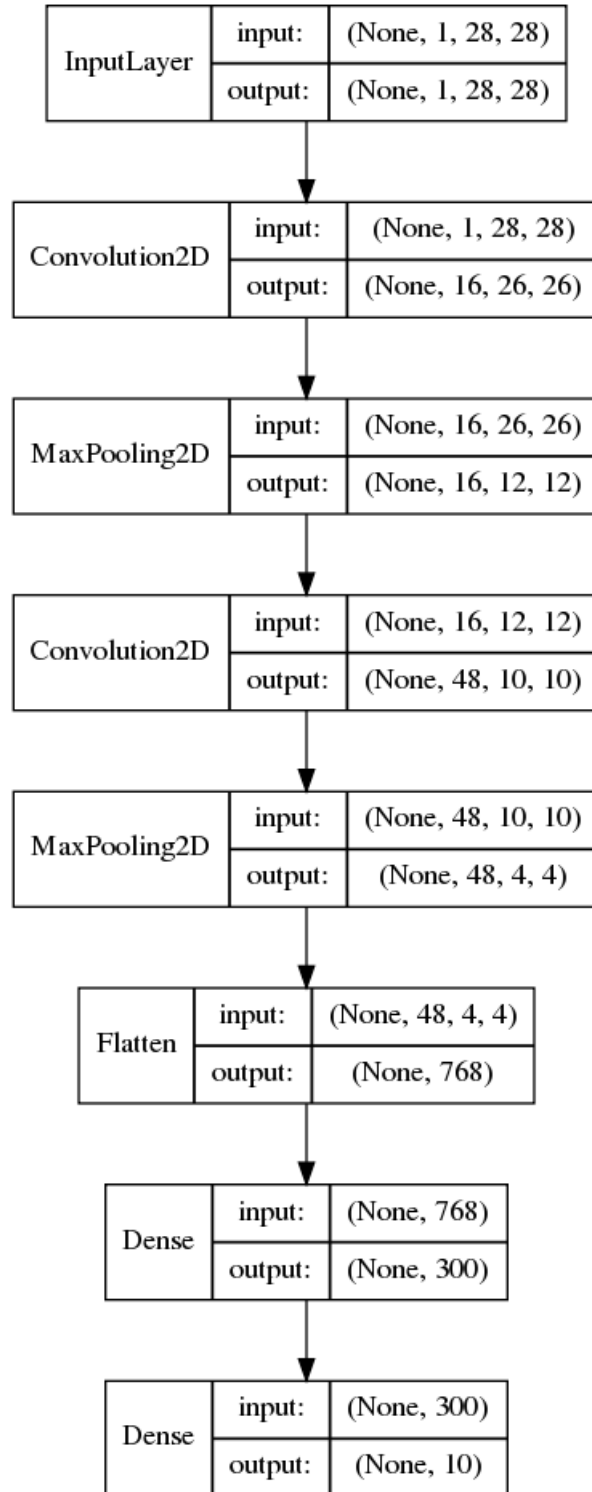 InputLayer input: (None, 1, 28, 28)
output: (None, 1, 28, 28)
Convolution2D input: (None, 1, 28, 28)
output: (None, 16, 26, 26)
MaxPooling2D input: (None, 16, 26, 26)
output: (None, 16, 12, 12)
Convolution2D input: (None, 16, 12, 12)
output: (None, 48, 10, 10)
MaxPooling2D input: (None, 48, 10, 10)
output: (None, 48, 4, 4)
Flatten input: (None, 48, 4, 4)
output: (None, 768)
Dense input: (None, 768)
output: (None, 300)
Dense input: (None, 300)
output: (None, 10)